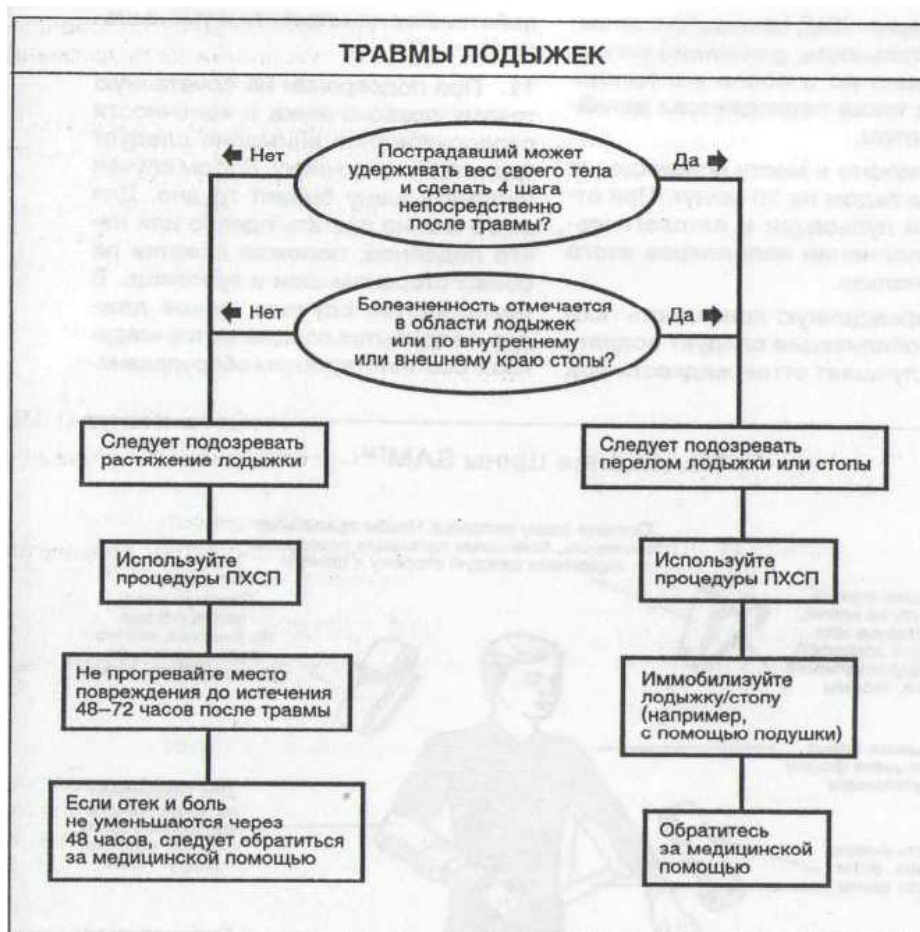 ТРАВМЫ ЛОДЫЖЕК
Нет
Пострадавший может
удерживать вес своего тела
и сделать 4 шага
непосредственно
после травмы?
Да
Нет
Болезненность отмечается
в области лодыжек
или по внутреннему
или внешнему краю стопы?
Да
Следует подозревать
растяжение лодыжки
Следует подозревать
перелом лодыжки или стопы
Используйте
процедуры ПХСП
Используйте
процедуры ПХСП
Не прогревайте место
повреждения до истечения
48–72 часов после травмы
Иммобилизуйте
лодыжку/стопу
(например,
с помощью подушки)
Если отек и боль
не уменьшаются через
48 часов, следует обратиться
за медицинской помощью
Обратитесь
за медицинской
помощью